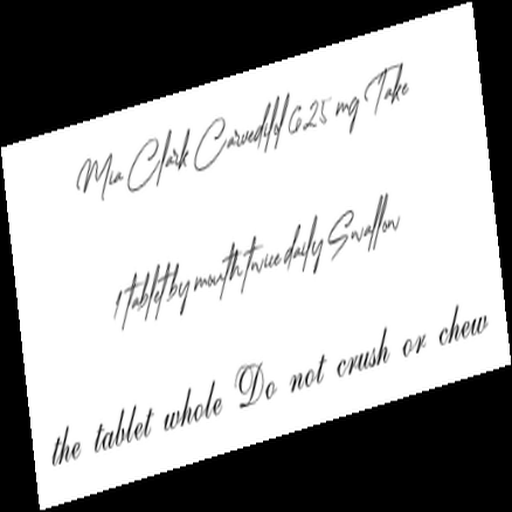 Mia Clark Carvedilol 6.25 mg Take
1 tablet by mouth twice daily Swallow
the tablet whole Do not crush or chew